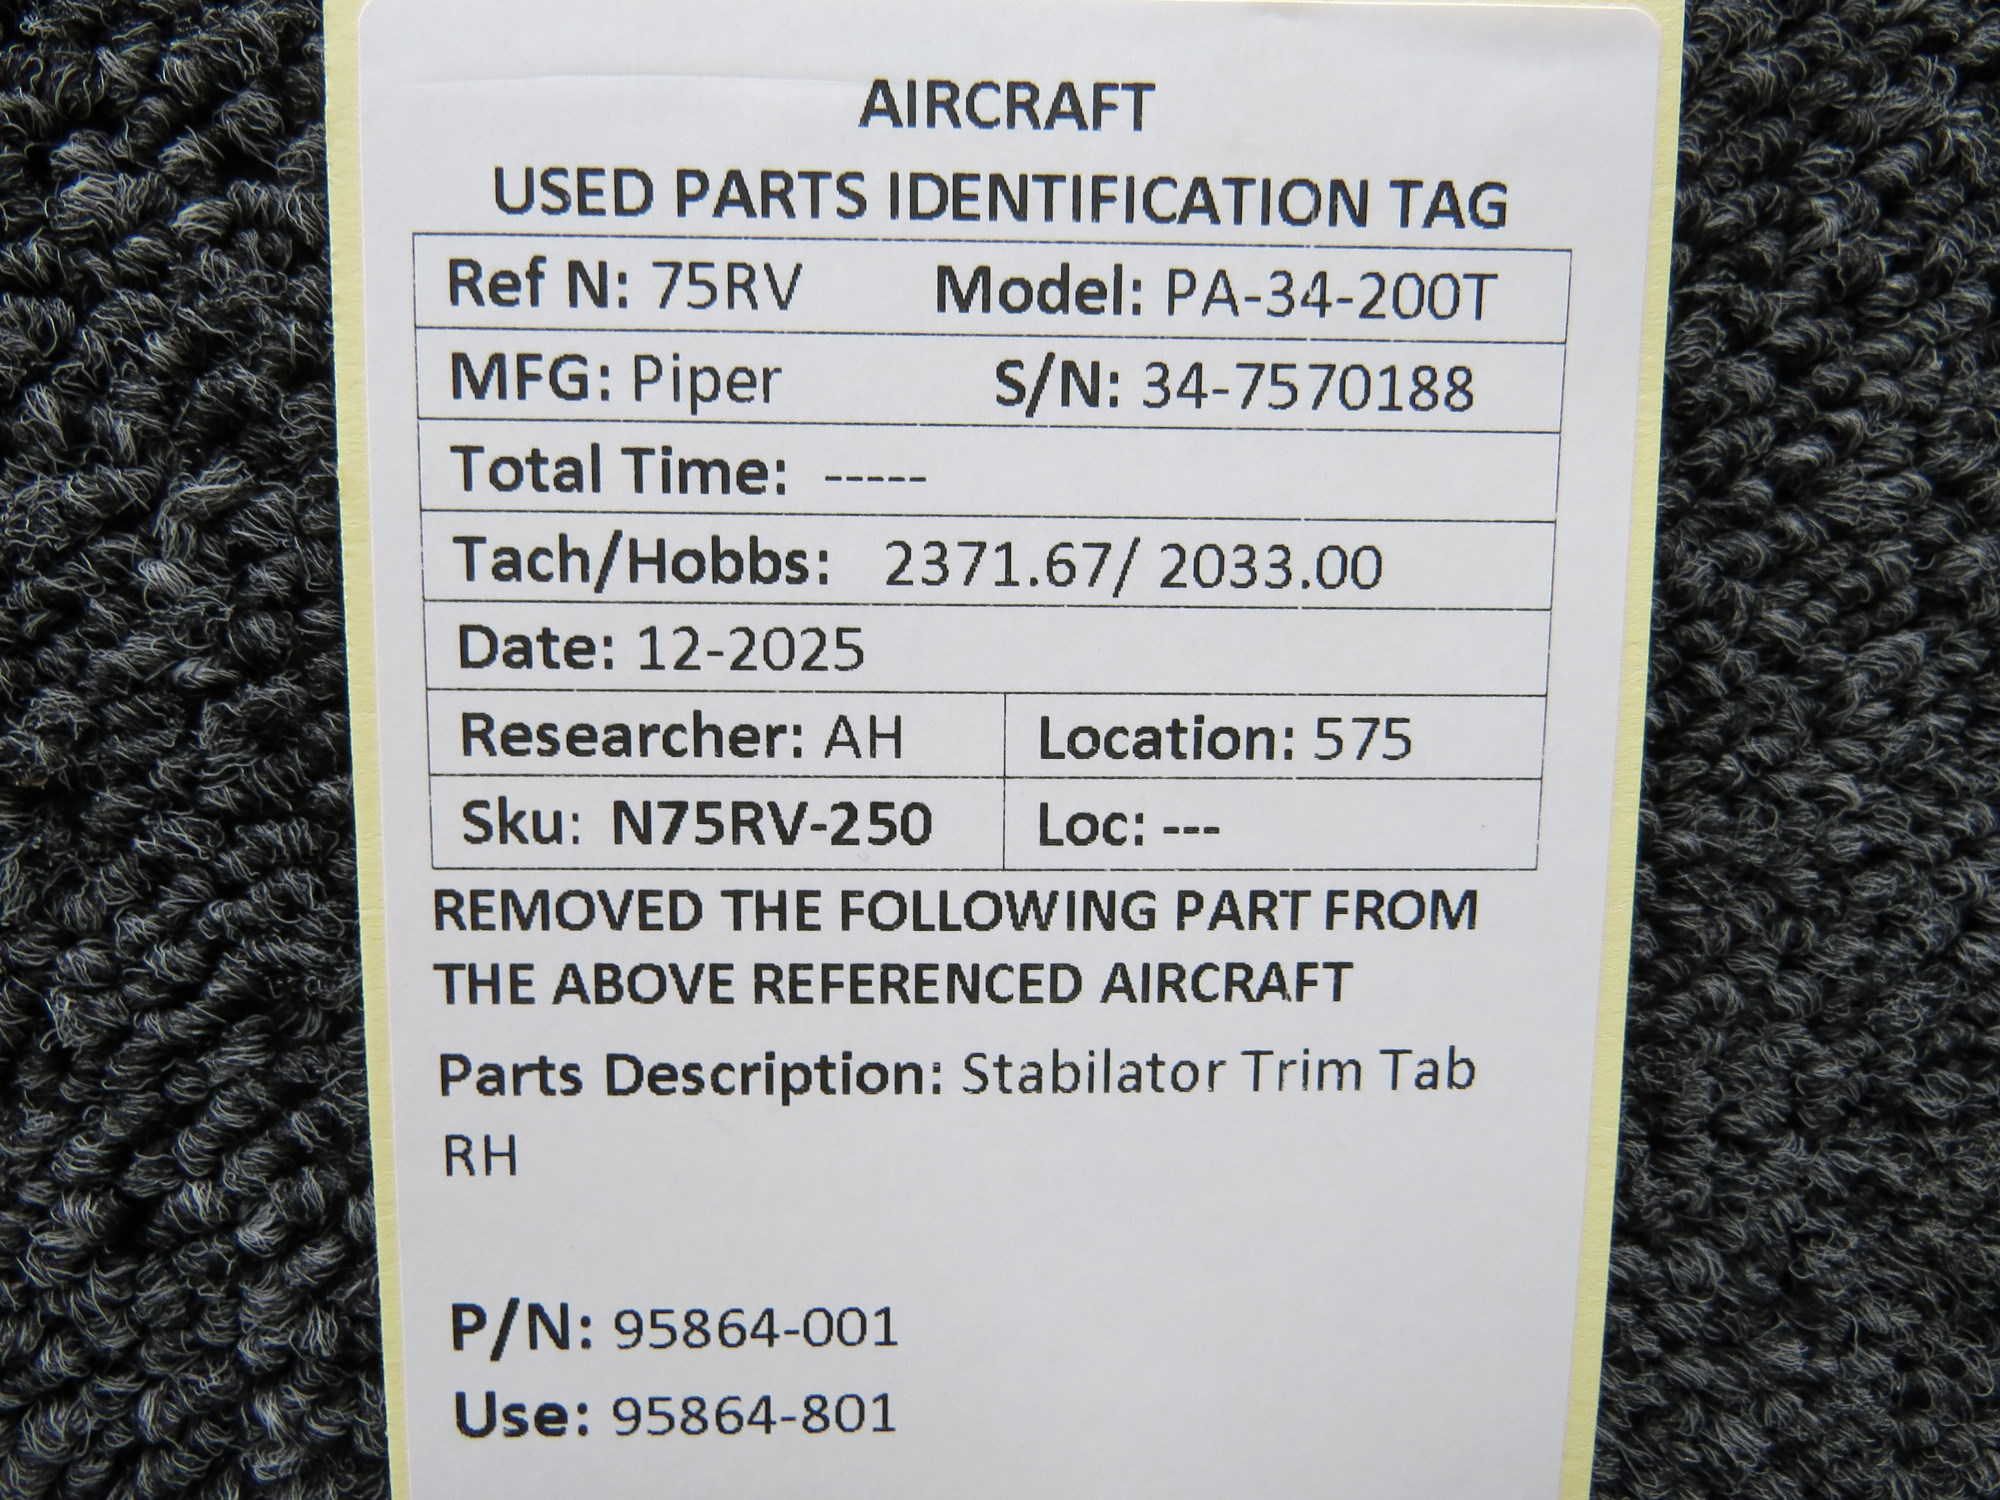 AIRCRAFT
USED PARTS IDENTIFICATION TAG
Ref N: 75RV Model: PA-34-200T
MFG: Piper S/N: 34-7570188
Total Time: -----
Tach/Hobbs: 2371.67/ 2033.00
Date: 12-2025
Researcher: AH Location: 575
Sku: N75RV-250 Loc: ---
REMOVED THE FOLLOWING PART FROM
THE ABOVE REFERENCED AIRCRAFT
Parts Description: Stabilator Trim Tab
RH
P/N: 95864-001
Use: 95864-801